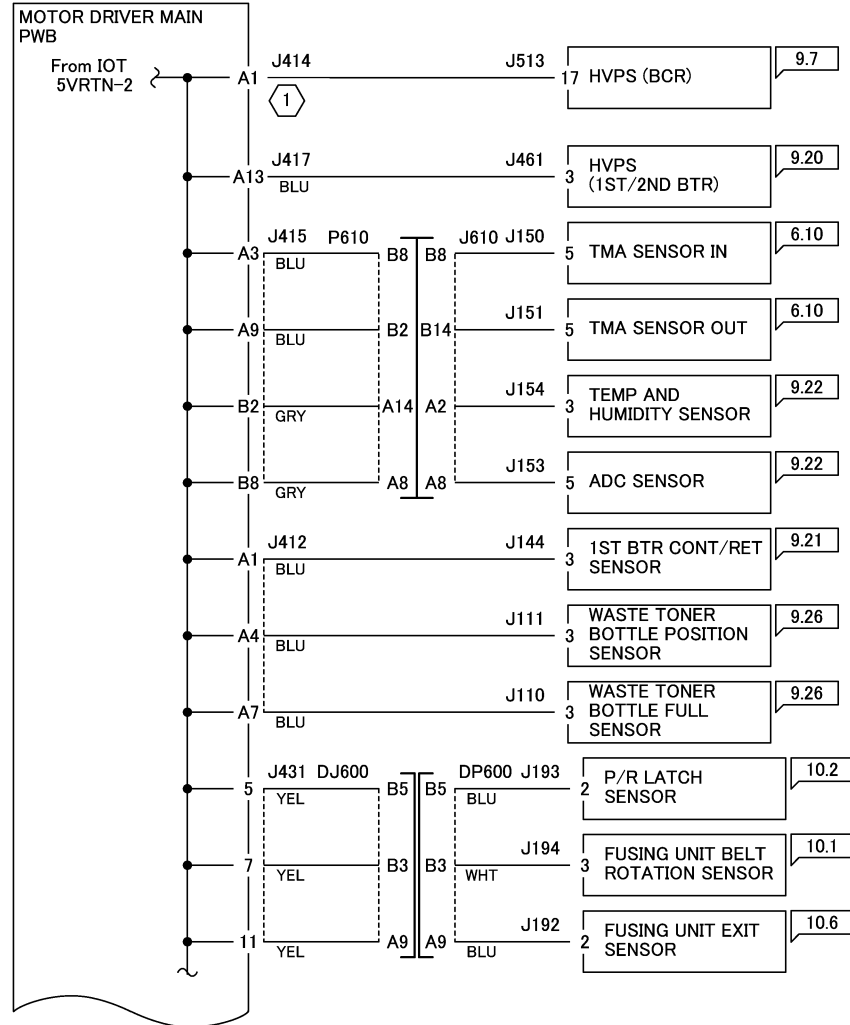 MOTOR DRIVER MAIN
PWB
From IOT
5VRTN-2
A1 J414 J513 17 HVPS (BCR) 9.7
1
A13 J417 BLU J461 3 HVPS
(1ST/2ND BTR) 9.20
A3 J415 BLU P610 B8 B8 J610 J150 5 TMA SENSOR IN 6.10
A9 BLU B2 B14 J151 5 TMA SENSOR OUT 6.10
B2 GRY A14 A2 J154 3 TEMP AND
HUMIDITY SENSOR 9.22
B8 GRY A8 A8 J153 5 ADC SENSOR 9.22
A1 J412 BLU J144 3 1ST BTR CONT/RET
SENSOR 9.21
A4 BLU J111 3 WASTE TONER
BOTTLE POSITION
SENSOR 9.26
A7 BLU J110 3 WASTE TONER
BOTTLE FULL
SENSOR 9.26
5 J431 YEL DJ600 B5 B5 DP600 BLU J193 2 P/R LATCH
SENSOR 10.2
7 YEL B3 B3 WHT J194 3 FUSING UNIT BELT
ROTATION SENSOR 10.1
11 YEL A9 A9 BLU J192 2 FUSING UNIT EXIT
SENSOR 10.6